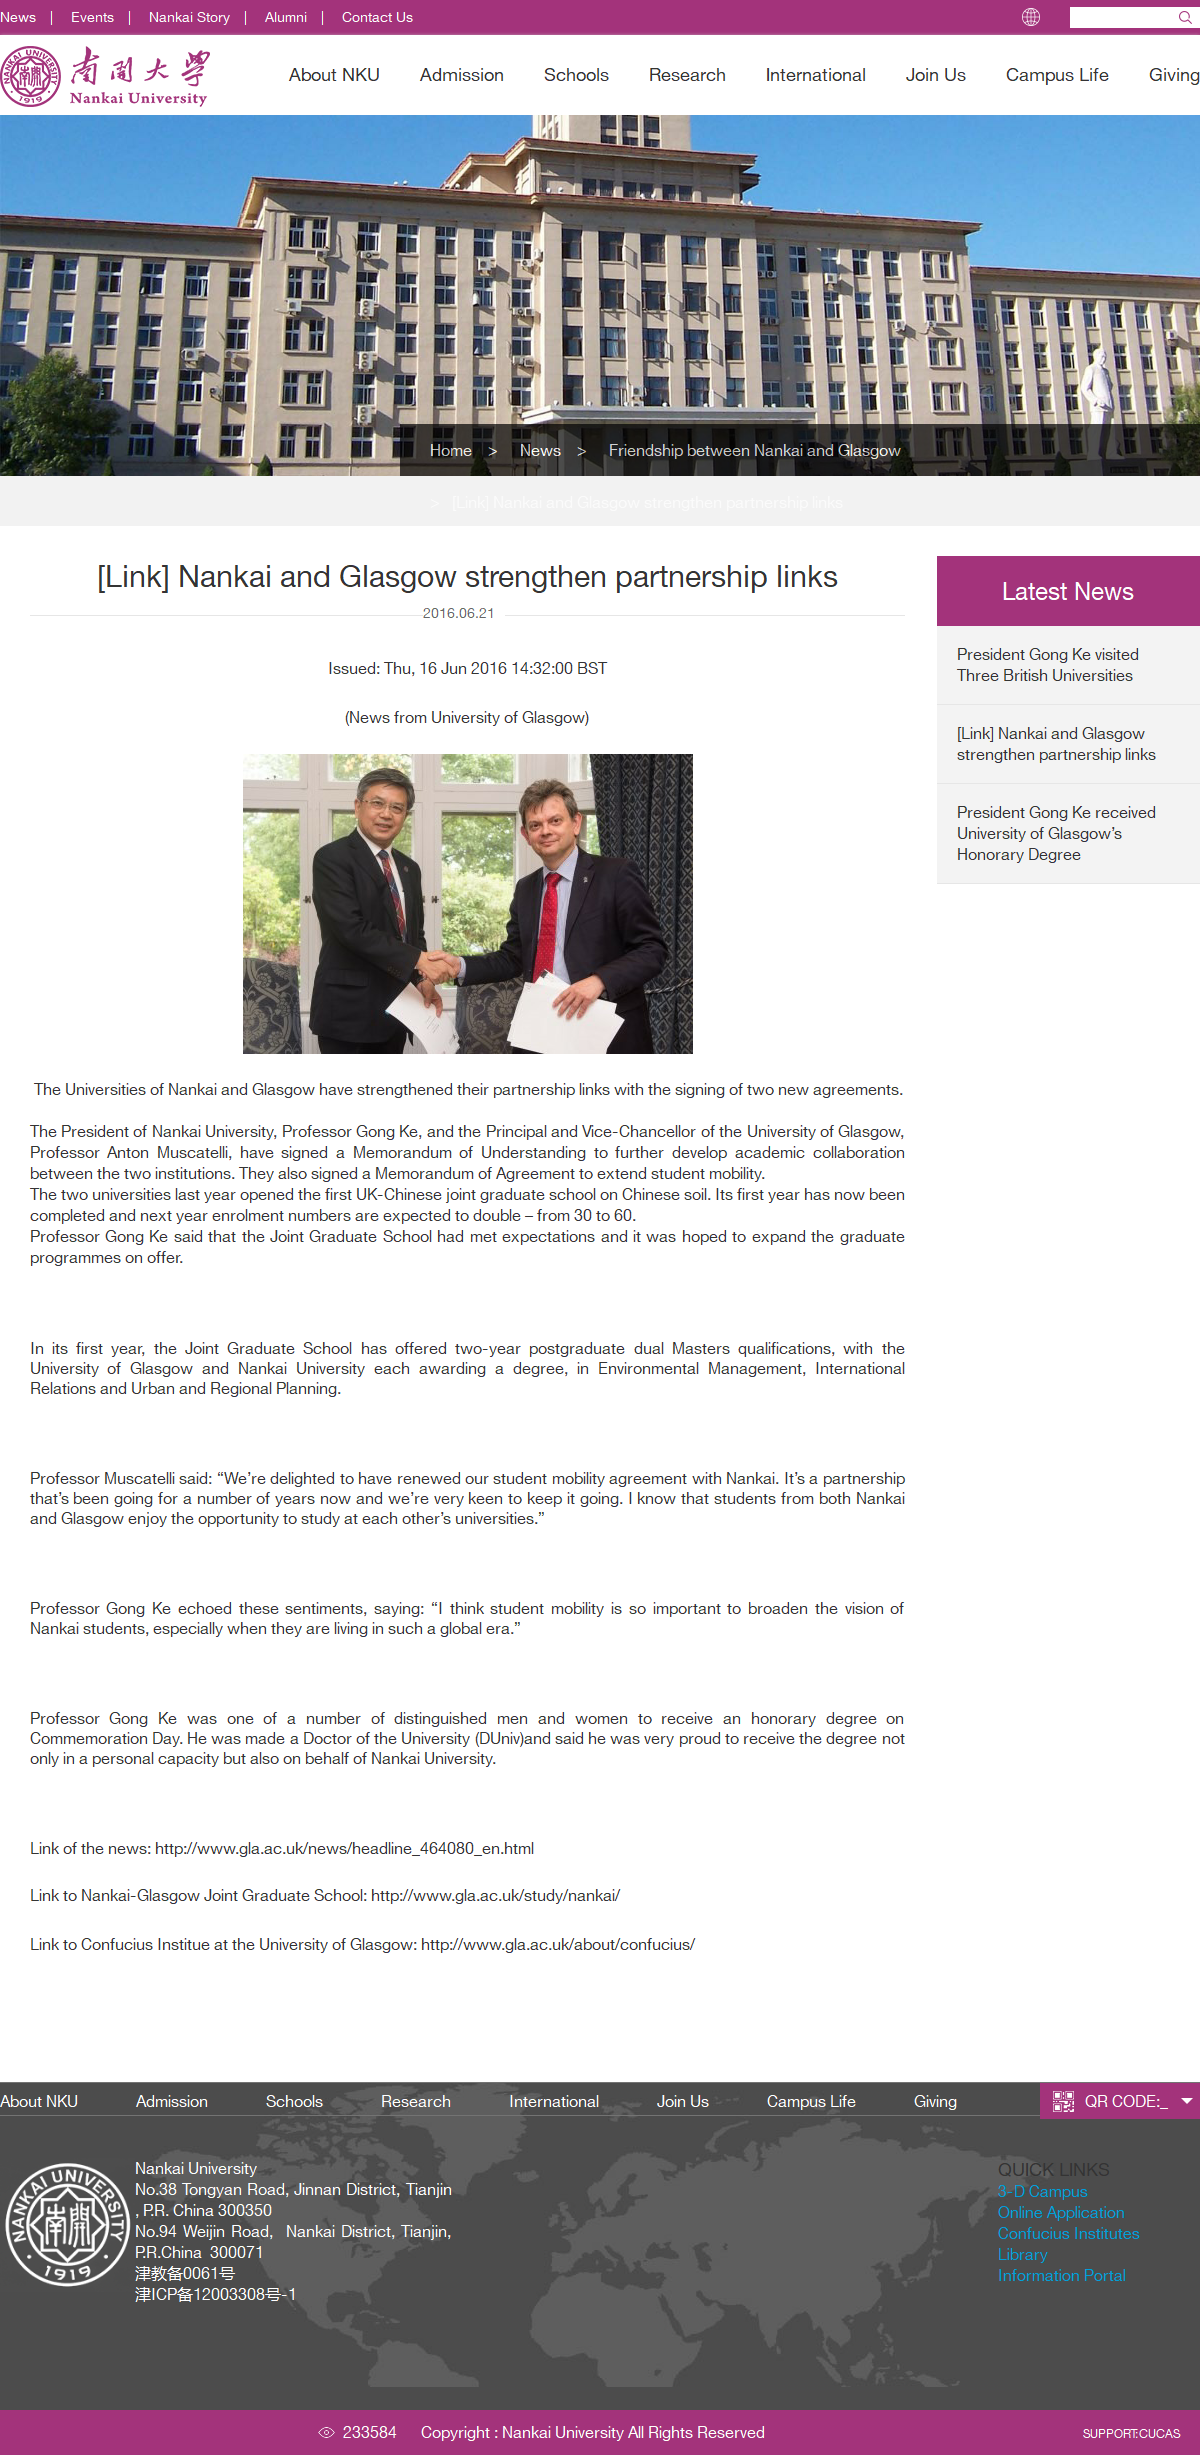 News | Events | Nankai Story | Alumni | Contact Us
NANKAI UNIVERSITY
1919
南開大學
Nankai University
About NKU Admission Schools Research International Join Us Campus Life Giving
Home > News > Friendship between Nankai and Glasgow
> [Link] Nankai and Glasgow strengthen partnership links
[Link] Nankai and Glasgow strengthen partnership links
2016.06.21
Issued: Thu, 16 Jun 2016 14:32:00 BST
(News from University of Glasgow)
The Universities of Nankai and Glasgow have strengthened their partnership links with the signing of two new agreements.
The President of Nankai University, Professor Gong Ke, and the Principal and Vice-Chancellor of the University of Glasgow,
Professor Anton Muscatelli, have signed a Memorandum of Understanding to further develop academic collaboration
between the two institutions. They also signed a Memorandum of Agreement to extend student mobility.
The two universities last year opened the first UK-Chinese joint graduate school on Chinese soil. Its first year has now been
completed and next year enrolment numbers are expected to double – from 30 to 60.
Professor Gong Ke said that the Joint Graduate School had met expectations and it was hoped to expand the graduate
programmes on offer.
In its first year, the Joint Graduate School has offered two-year postgraduate dual Masters qualifications, with the
University of Glasgow and Nankai University each awarding a degree, in Environmental Management, International
Relations and Urban and Regional Planning.
Professor Muscatelli said: “We’re delighted to have renewed our student mobility agreement with Nankai. It’s a partnership
that’s been going for a number of years now and we’re very keen to keep it going. I know that students from both Nankai
and Glasgow enjoy the opportunity to study at each other’s universities.”
Professor Gong Ke echoed these sentiments, saying: “I think student mobility is so important to broaden the vision of
Nankai students, especially when they are living in such a global era.”
Professor Gong Ke was one of a number of distinguished men and women to receive an honorary degree on
Commemoration Day. He was made a Doctor of the University (DUniv)and said he was very proud to receive the degree not
only in a personal capacity but also on behalf of Nankai University.
Link of the news: http://www.gla.ac.uk/news/headline_464080_en.html
Link to Nankai-Glasgow Joint Graduate School: http://www.gla.ac.uk/study/nankai/
Link to Confucius Institue at the University of Glasgow: http://www.gla.ac.uk/about/confucius/
Latest News
President Gong Ke visited
Three British Universities
[Link] Nankai and Glasgow
strengthen partnership links
President Gong Ke received
University of Glasgow’s
Honorary Degree
About NKU Admission Schools Research International Join Us Campus Life Giving QR CODE:_
NANKAI UNIVERSITY
南開
1919
Nankai University
No.38 Tongyan Road, Jinnan District, Tianjin
, P.R. China 300350
No.94 Weijin Road, Nankai District, Tianjin,
P.R.China 300071
津教备0061号
津ICP备12003308号-1
QUICK LINKS
3-D Campus
Online Application
Confucius Institutes
Library
Information Portal
233584 Copyright : Nankai University All Rights Reserved SUPPORT:CUCAS